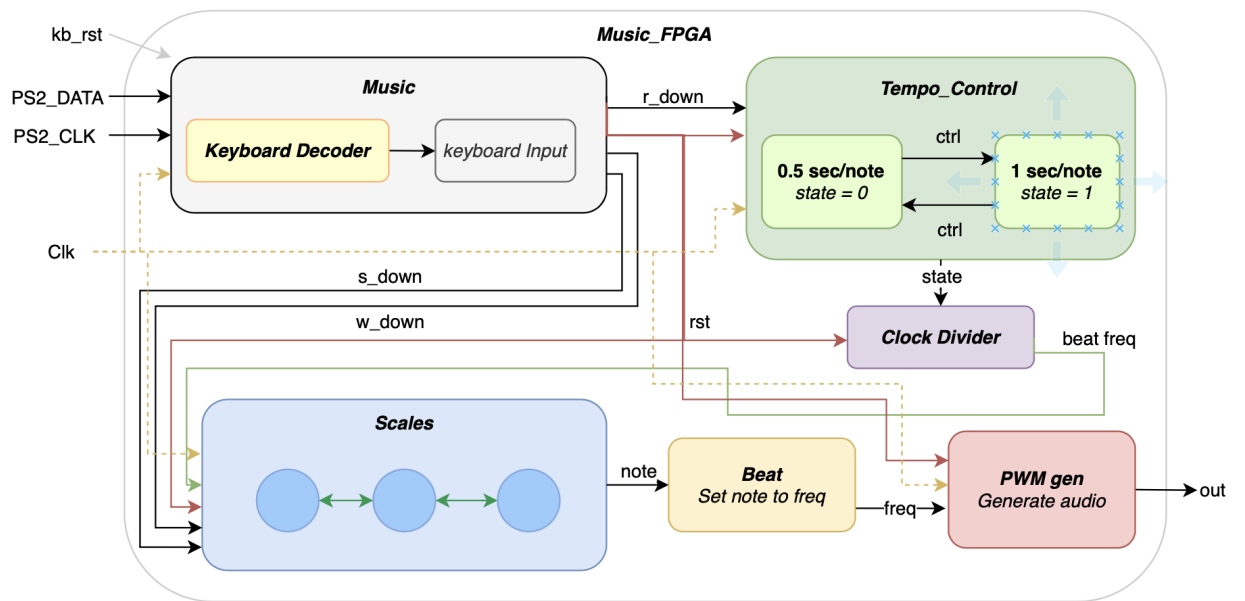 kb_rst
Music_FPGA
PS2_DATA
PS2_CLK
Music
Keyboard Decoder
keyboard Input
r_down
Tempo_Control
0.5 sec/note
state = 0
ctrl
1 sec/note
state = 1
ctrl
Clk
s_down
state
w_down
rst
Clock Divider
beat freq
Scales
note
Beat
Set note to freq
freq
PWM gen
Generate audio
out